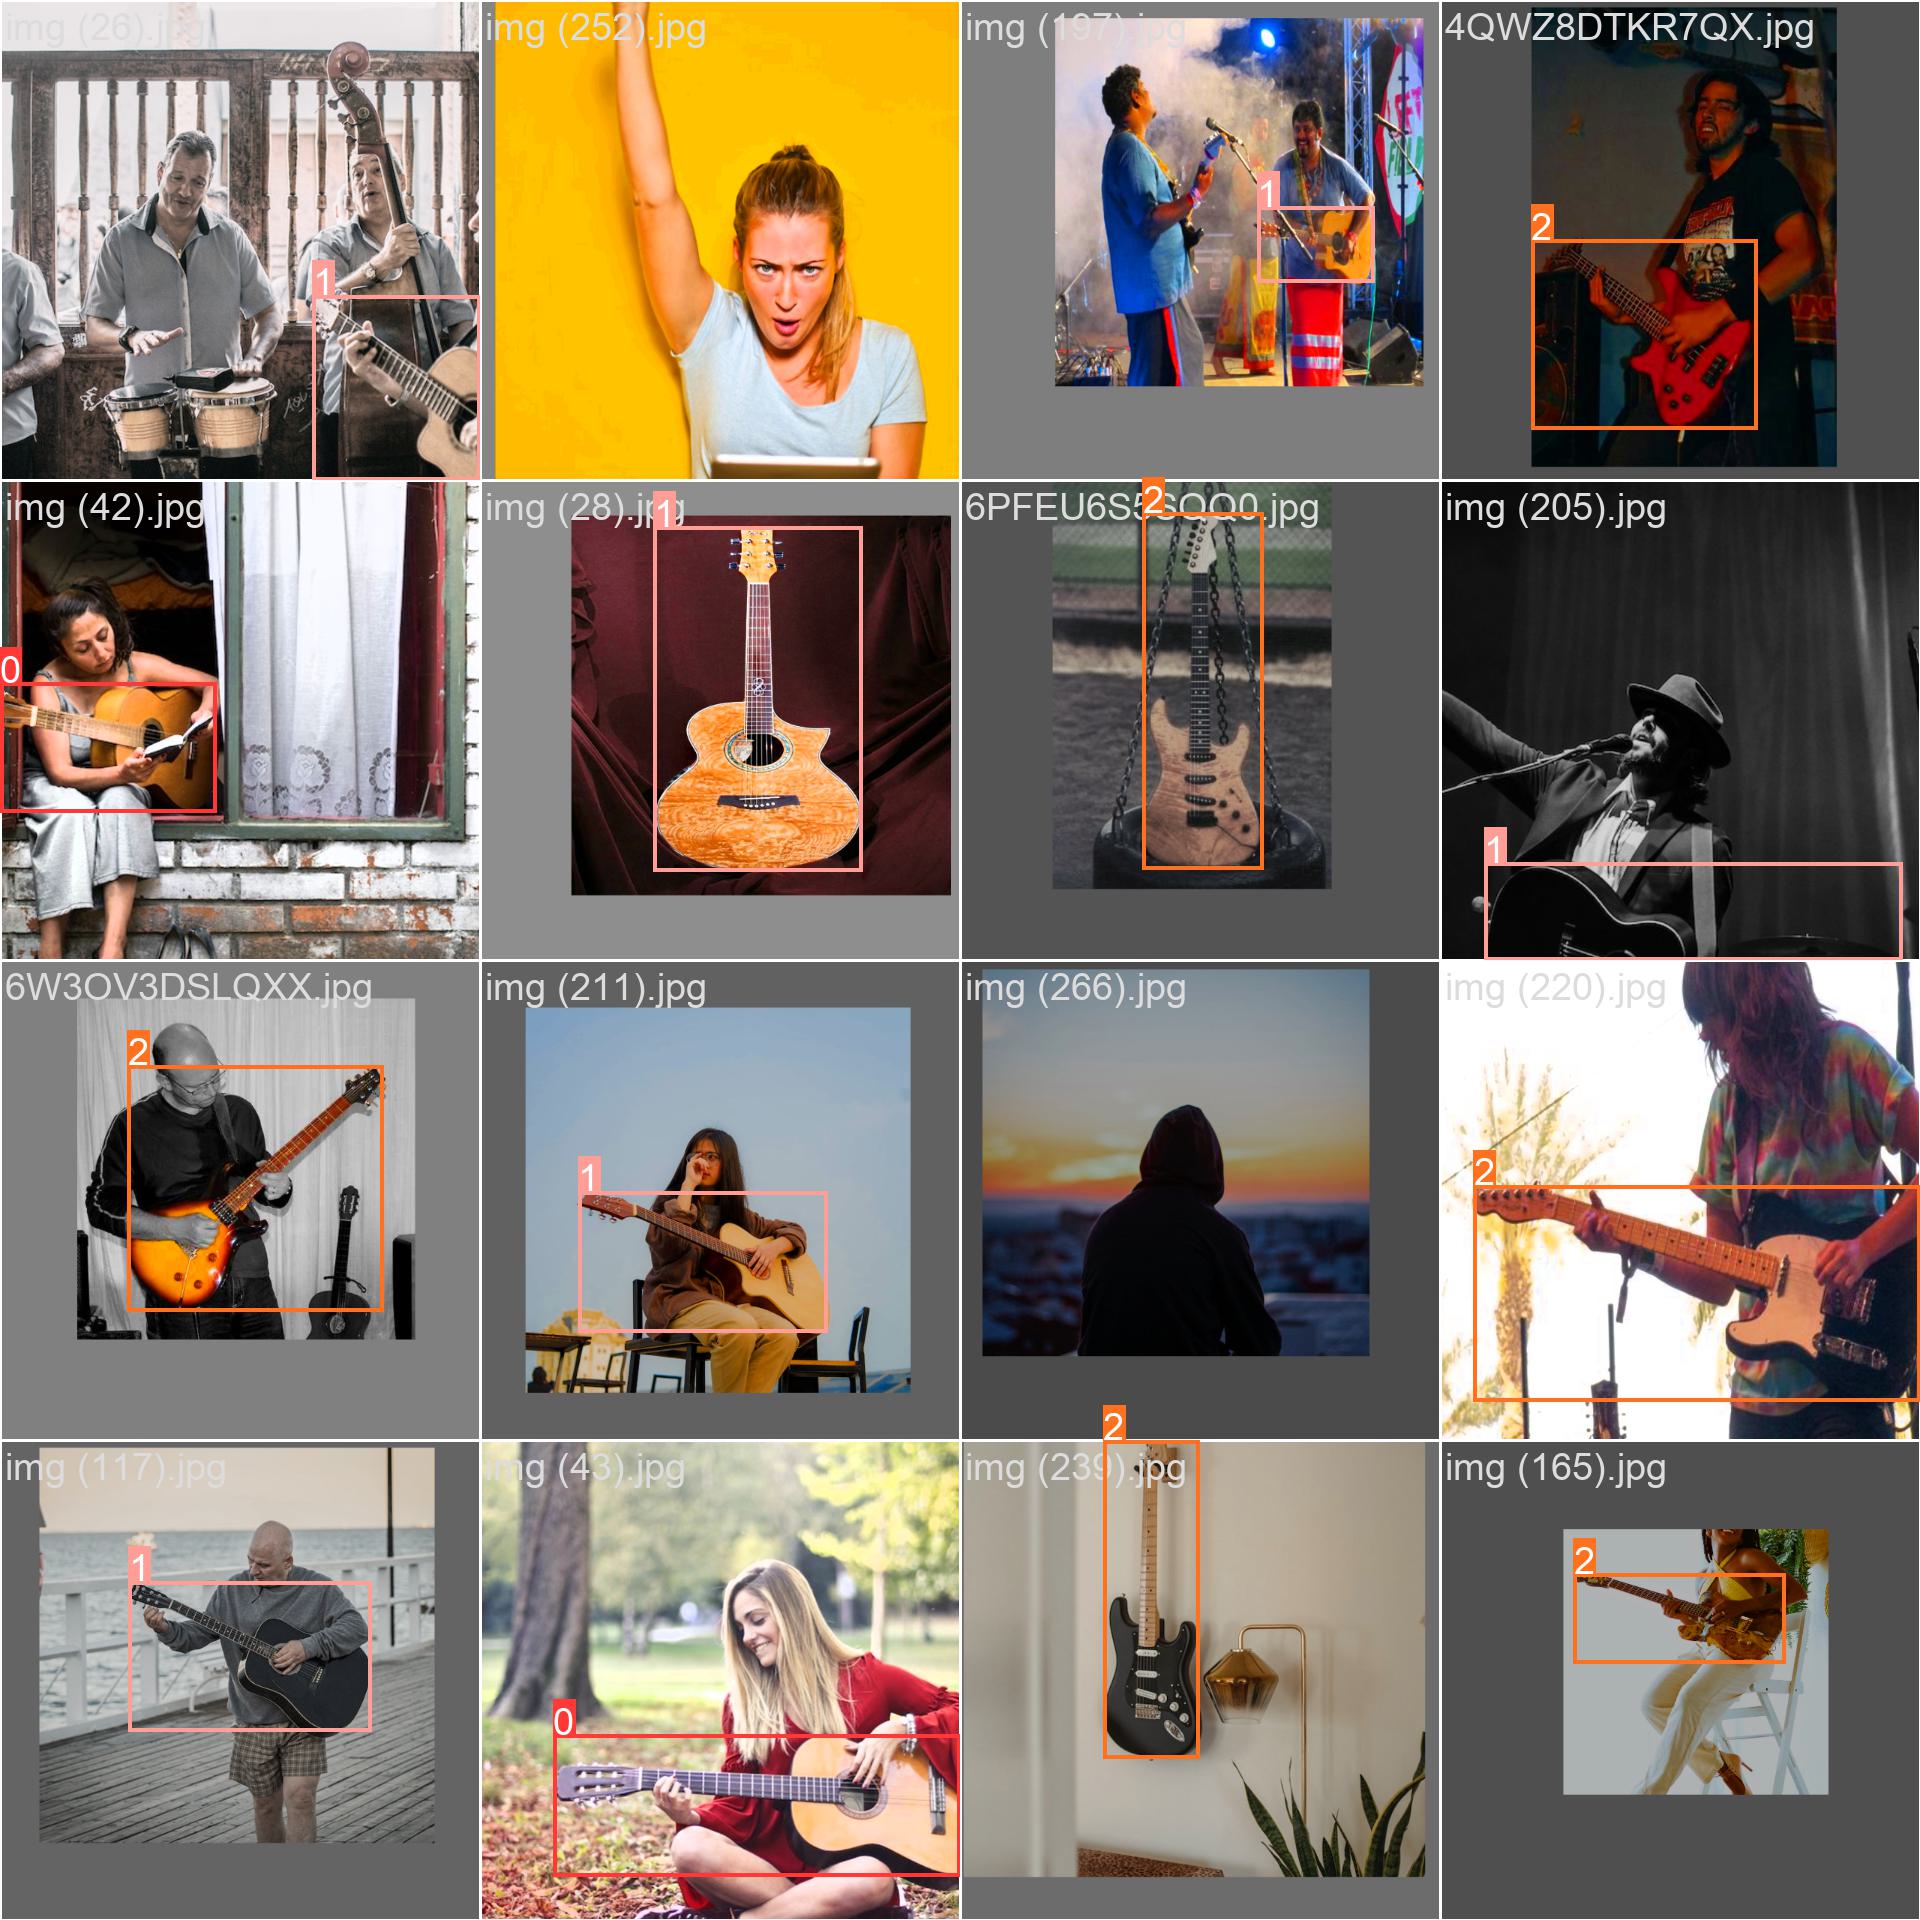 img (26).jpg
img (252).jpg
img (197).jpg
4QWZ8DTKR7QX.jpg
1
1
2
img (42).jpg
img (28).jpg
6PFEU6S5SQQ0.jpg
img (205).jpg
0
1
2
1
6W3OV3DSLQXX.jpg
img (211).jpg
img (266).jpg
img (220).jpg
2
1
2
img (117).jpg
img (43).jpg
img (239).jpg
img (165).jpg
1
0
2
2